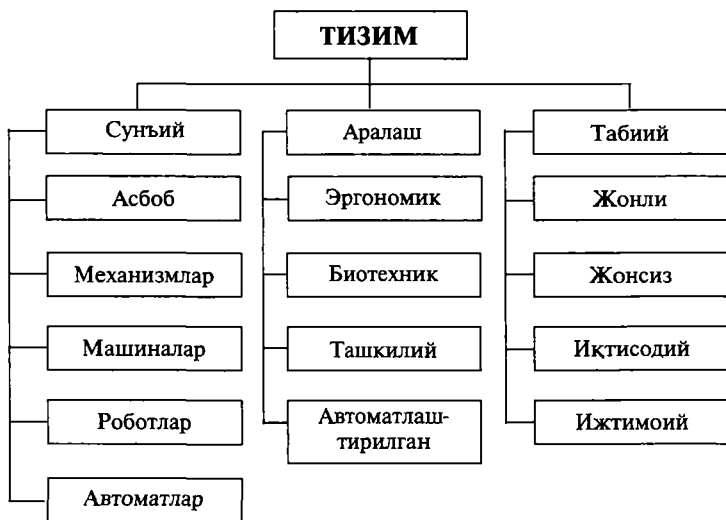 ТИЗИМ
Сунъий
Асбоб
Механизмлар
Машиналар
Роботлар
Автоматлар
Аралаш
Эргономик
Биотехник
Ташкилий
Автоматлаш-
тирилган
Табиий
Жонли
Жонсиз
Иқтисодий
Ижтимоий